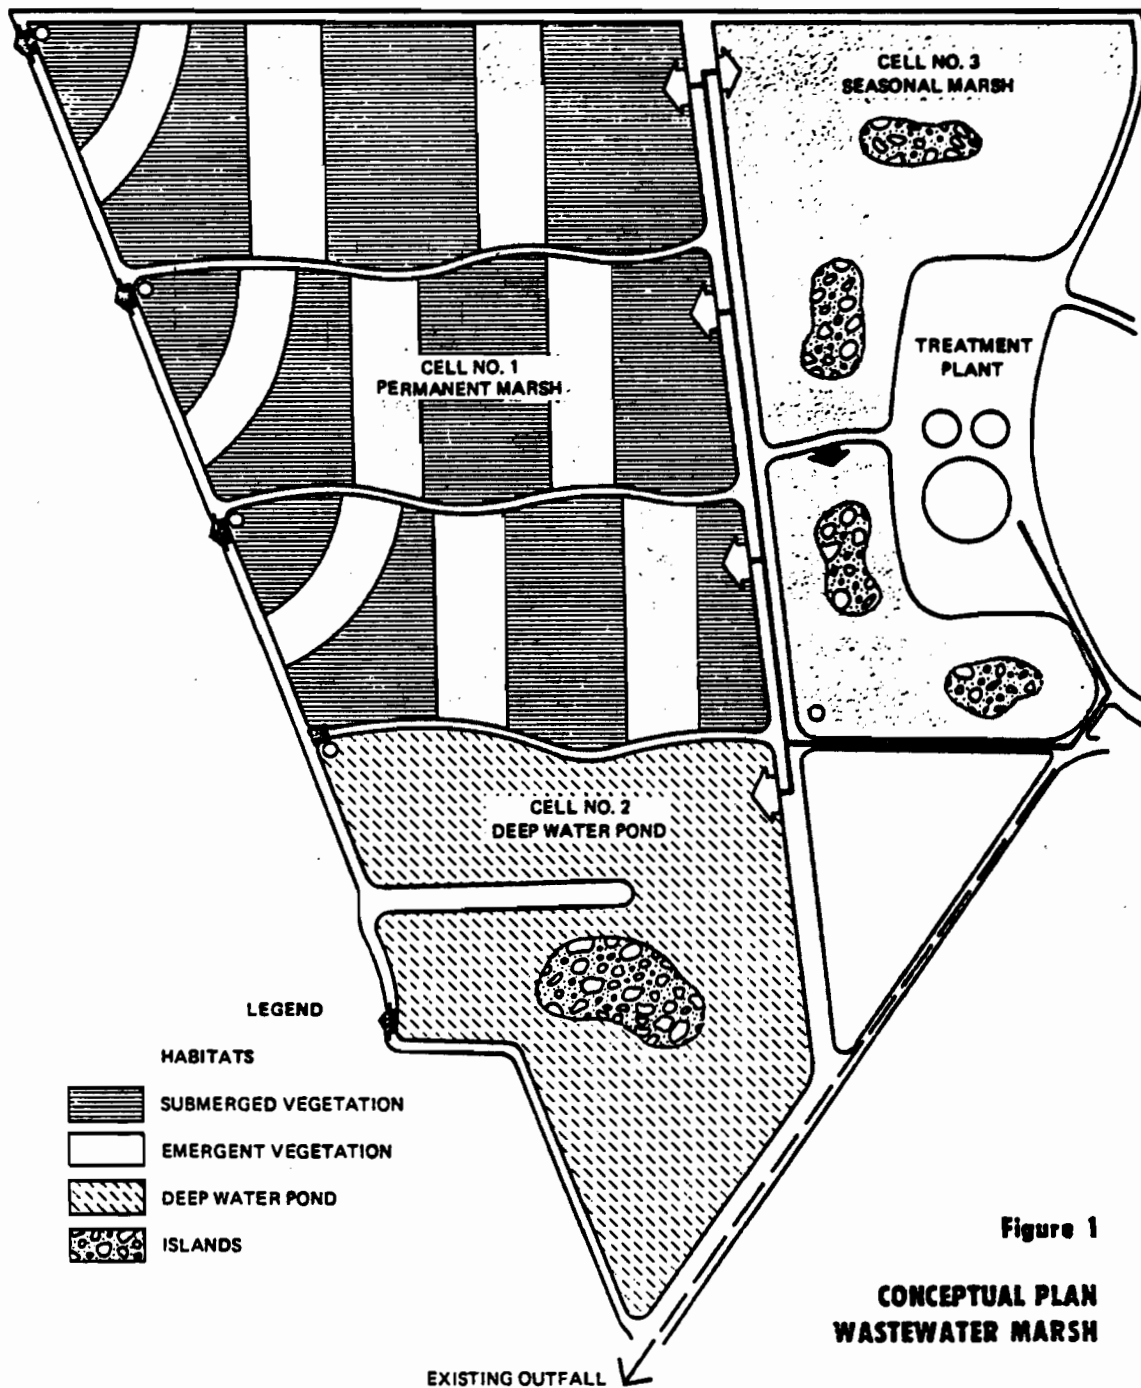 CELL NO. 3
SEASONAL MARSH
TREATMENT
PLANT
CELL NO. 1
PERMANENT MARSH
CELL NO. 2
DEEP WATER POND
LEGEND
HABITATS
SUBMERGED VEGETATION
EMERGENT VEGETATION
DEEP WATER POND
ISLANDS
Figure 1
CONCEPTUAL PLAN
WASTEWATER MARSH
EXISTING OUTFALL